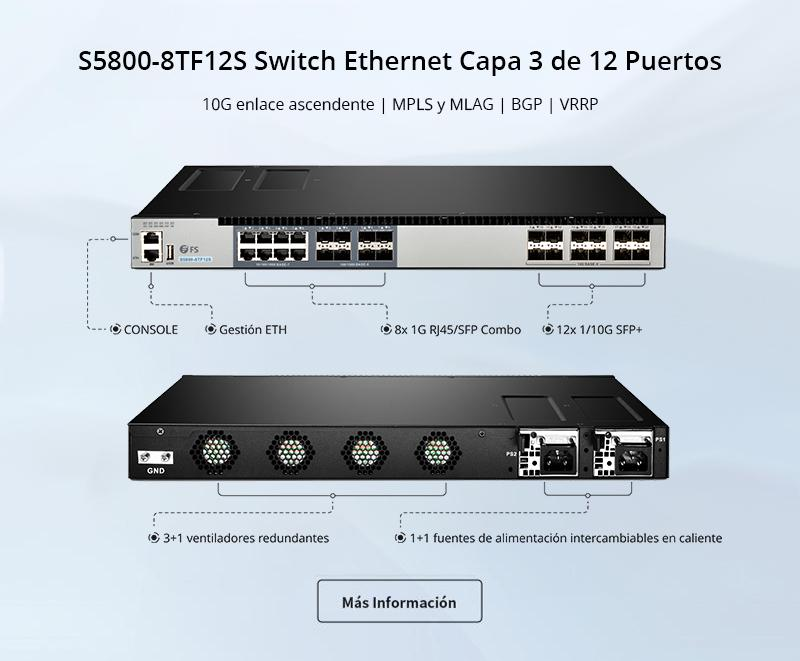 S5800-8TF12S Switch Ethernet Capa 3 de 12 Puertos
10G enlace ascendente | MPLS y MLAG | BGP | VRRP
FS
S5800-8TF12S
CONSOLE
Gestión ETH
8x 1G RJ45/SFP Combo
12x 1/10G SFP+
GND
PS2
PS1
3+1 ventiladores redundantes
1+1 fuentes de alimentación intercambiables en caliente
Más Información